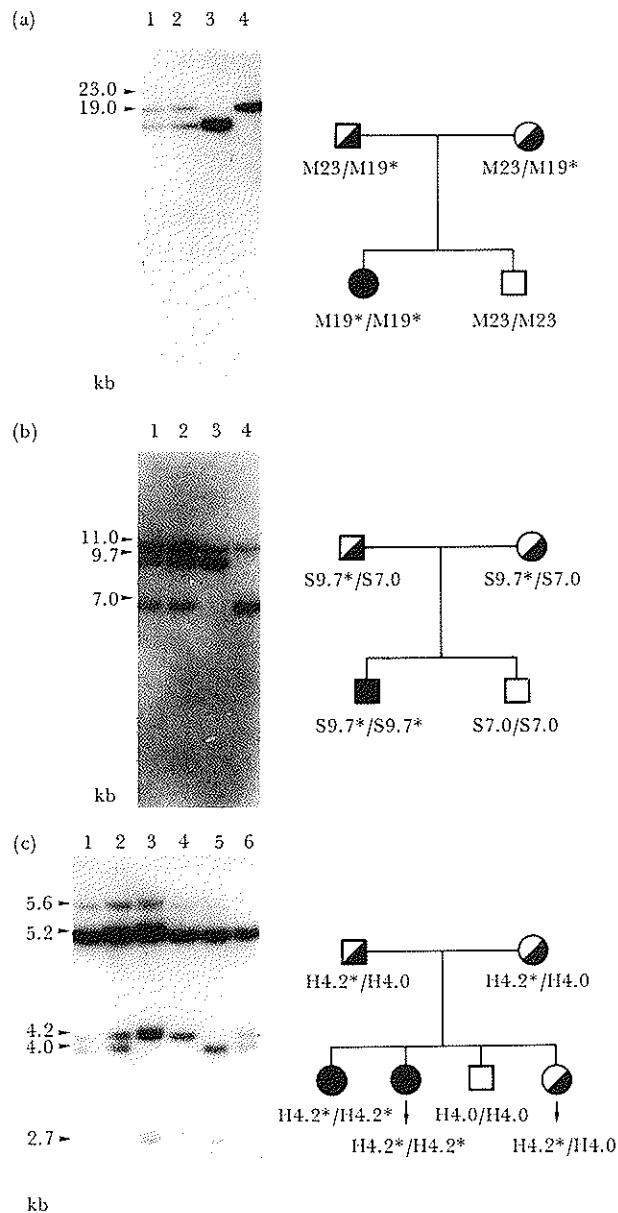 (a)
1 2 3 4
23.0
19.0
M23/M19* M23/M19*
M19*/M19* M23/M23
kb
(b)
1 2 3 4
11.0
9.7
7.0
S9.7*/S7.0 S9.7*/S7.0
S9.7*/S9.7* S7.0/S7.0
kb
(c)
1 2 3 4 5 6
5.6
5.2
H4.2*/H4.0 H4.2*/H4.0
4.2
4.0
H4.2*/H4.2* H4.0/H4.0
H4.2*/H4.2* H4.2*/H4.0
2.7
kb